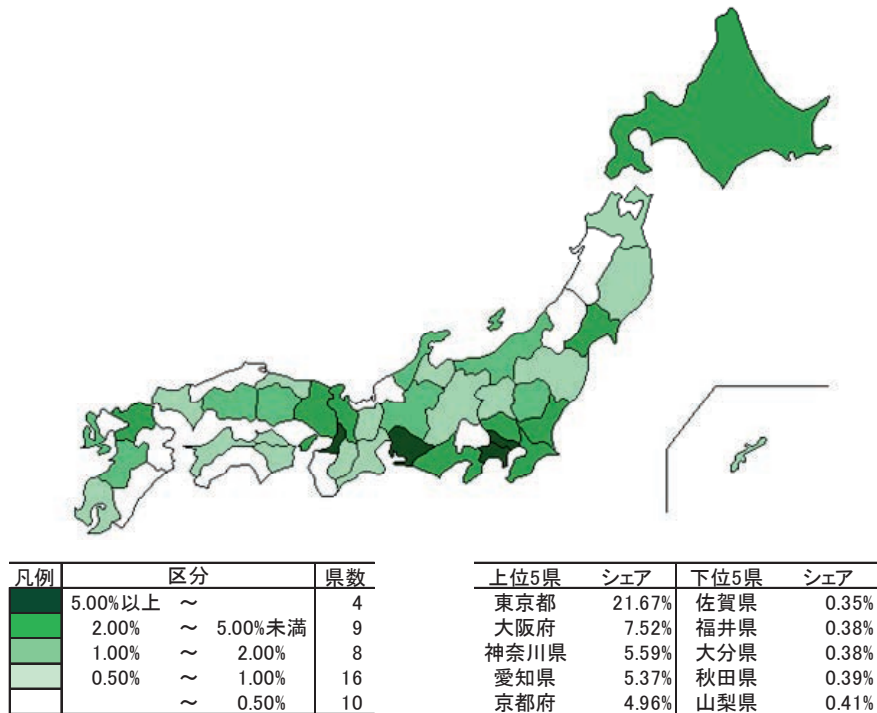 凡例 区分 県数
5.00%以上 ～ 4
2.00% ～ 5.00%未満 9
1.00% ～ 2.00% 8
0.50% ～ 1.00% 16
～ 0.50% 10
上位5県 シェア 下位5県 シェア
東京都 21.67% 佐賀県 0.35%
大阪府 7.52% 福井県 0.38%
神奈川県 5.59% 大分県 0.38%
愛知県 5.37% 秋田県 0.39%
京都府 4.96% 山梨県 0.41%